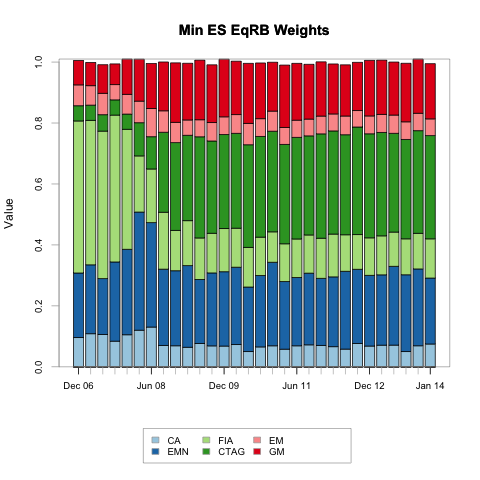 Min ES EqRB Weights
Value
1.0
0.8
0.6
0.4
0.2
0.0
Dec 06 Jun 08 Dec 09 Jun 11 Dec 12 Jan 14
CA FIA EM
EMN CTAG GM